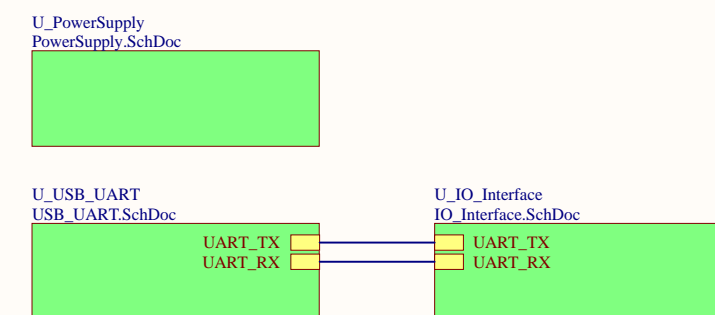 U_PowerSupply
PowerSupply.SchDoc
U_USB_UART
USB_UART.SchDoc
UART_TX
UART_RX
U_IO_Interface
IO_Interface.SchDoc
UART_TX
UART_RX